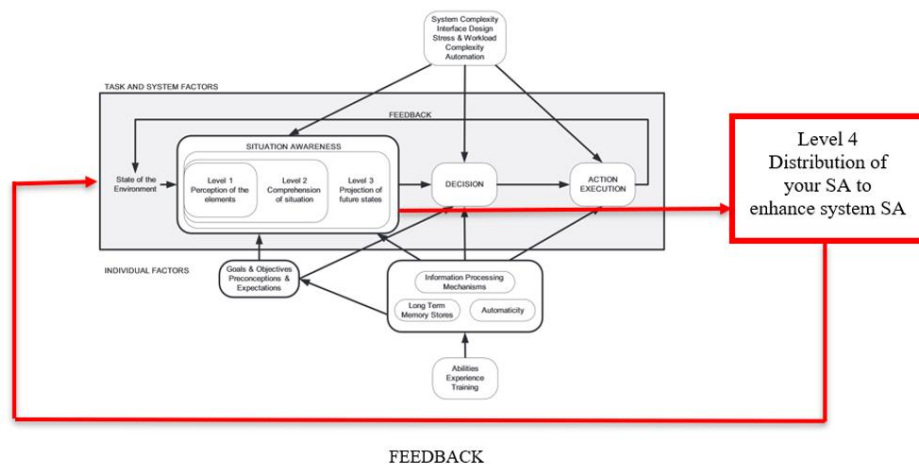 System Complexity
Interface Design
Stress & Workload
Complexity
Automation
TASK AND SYSTEM FACTORS
FEEDBACK
SITUATION AWARENESS
State of the
Environment
Level 1
Perception of the
elements
Level 2
Comprehension
of situation
Level 3
Projection of
future states
DECISION
ACTION
EXECUTION
Level 4
Distribution of
your SA to
enhance system SA
INDIVIDUAL FACTORS
Goals & Objectives
Preconceptions &
Expectations
Information Processing
Mechanisms
Long Term
Memory Stores
Automaticity
Abilities
Experience
Training
FEEDBACK